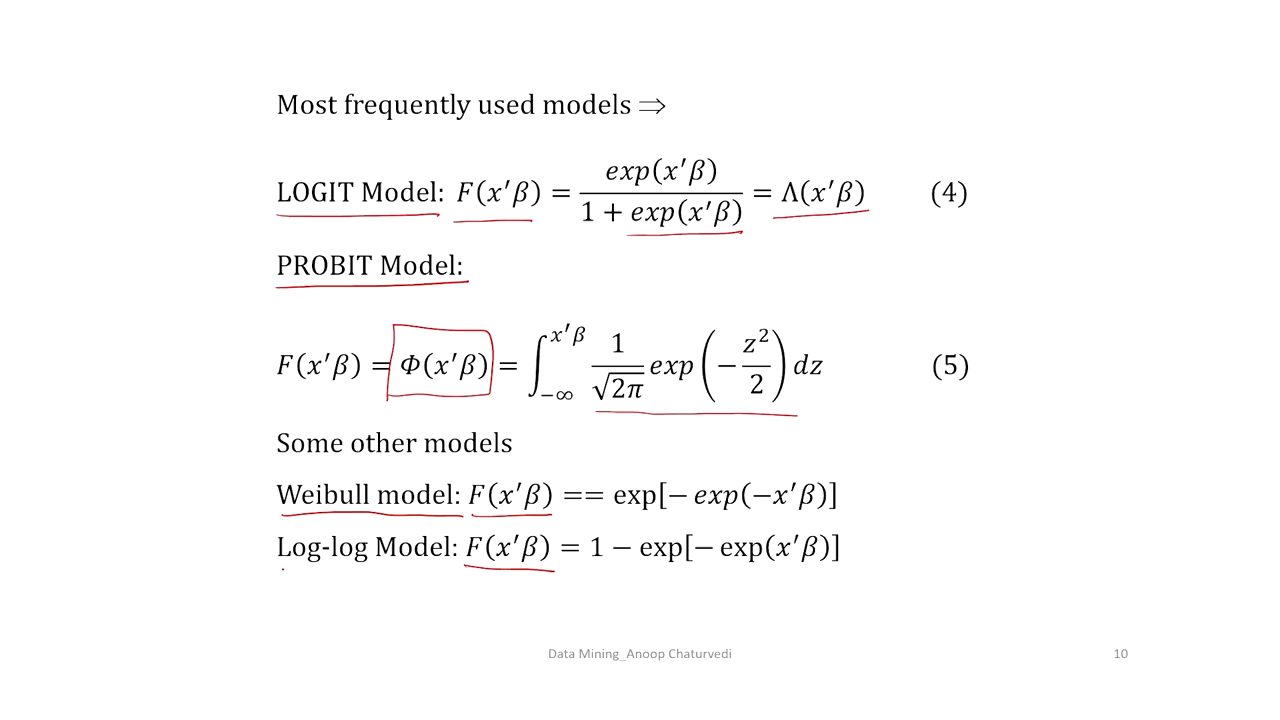 Most frequently used models ⇒
LOGIT Model: F(x′β) = exp(x′β) / 1 + exp(x′β) = Λ(x′β) (4)
PROBIT Model:
F(x′β) = Φ(x′β) = ∫_{−∞}^{x′β} 1/√2π exp(−z²/2) dz (5)
Some other models
Weibull model: F(x′β) == exp[− exp(−x′β)]
Log-log Model: F(x′β) = 1 − exp[− exp(x′β)]
Data Mining_Anoop Chaturvedi 10